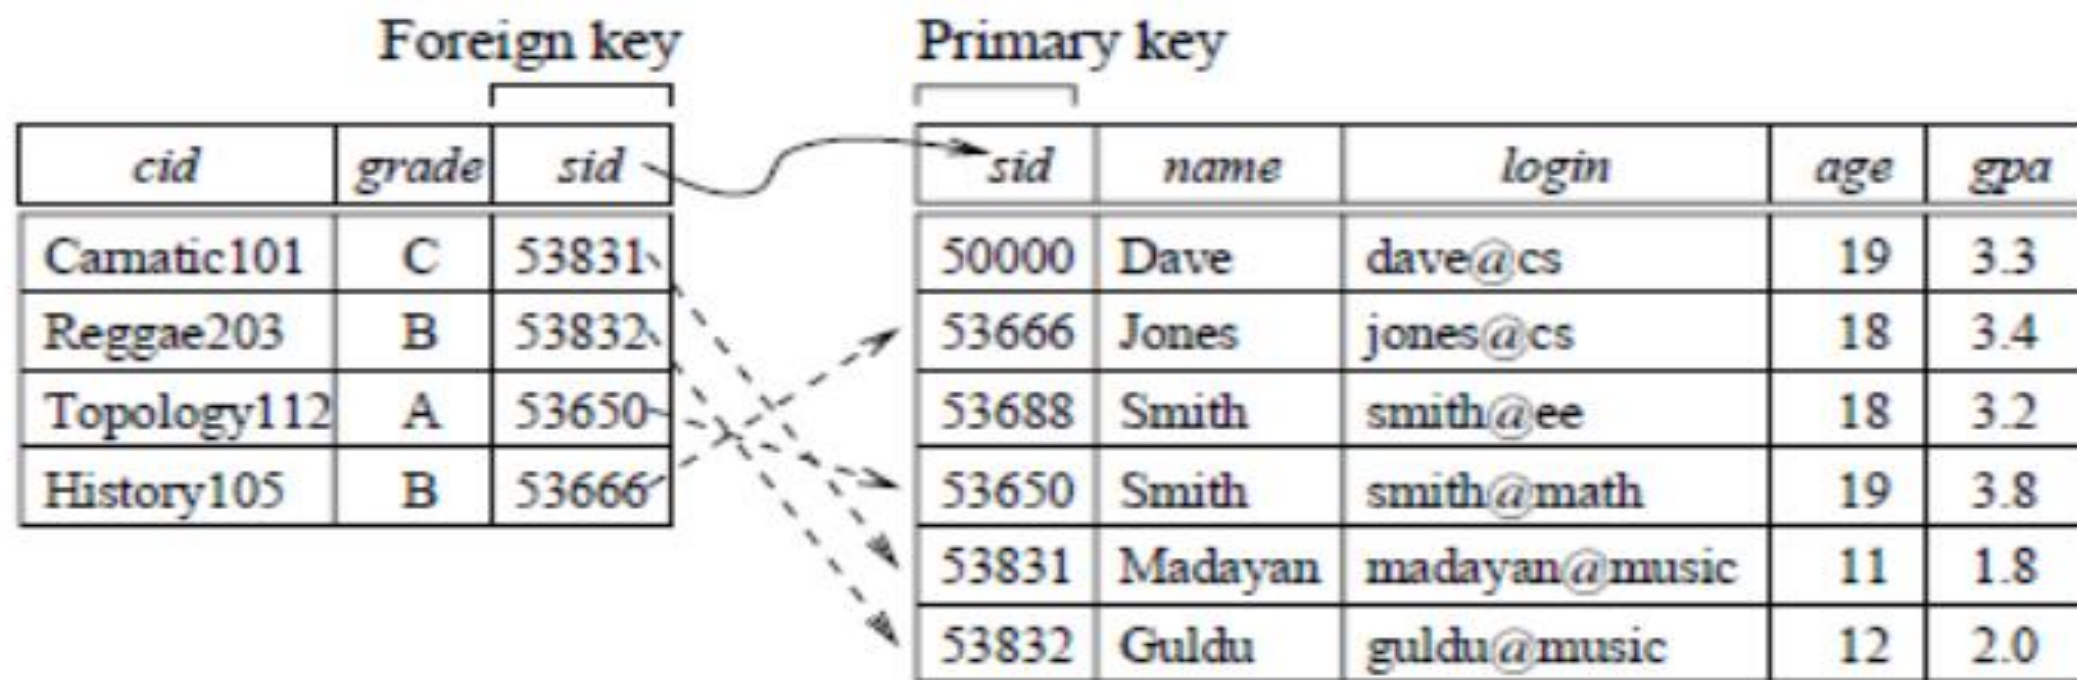 Foreign key
Primary key
cid grade sid
Carnatic101 C 53831
Reggae203 B 53832
Topology112 A 53650
History105 B 53666
sid name login age gpa
50000 Dave dave@cs 19 3.3
53666 Jones jones@cs 18 3.4
53688 Smith smith@ee 18 3.2
53650 Smith smith@math 19 3.8
53831 Madayan madayan@music 11 1.8
53832 Guldu guldu@music 12 2.0